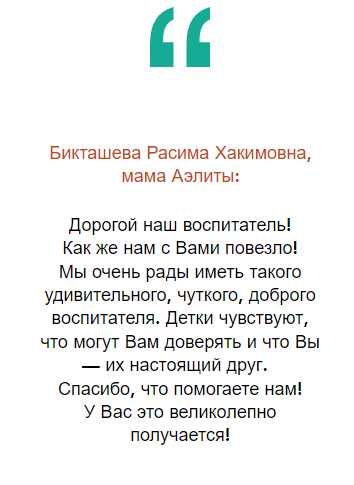 “
Бикташева Расима Хакимовна,
мама Аэлиты:
Дорогой наш воспитатель!
Как же нам с Вами повезло!
Мы очень рады иметь такого
удивительного, чуткого, доброго
воспитателя. Детки чувствуют,
что могут Вам доверять и что Вы
— их настоящий друг.
Спасибо, что помогаете нам!
У Вас это великолепно
получается!